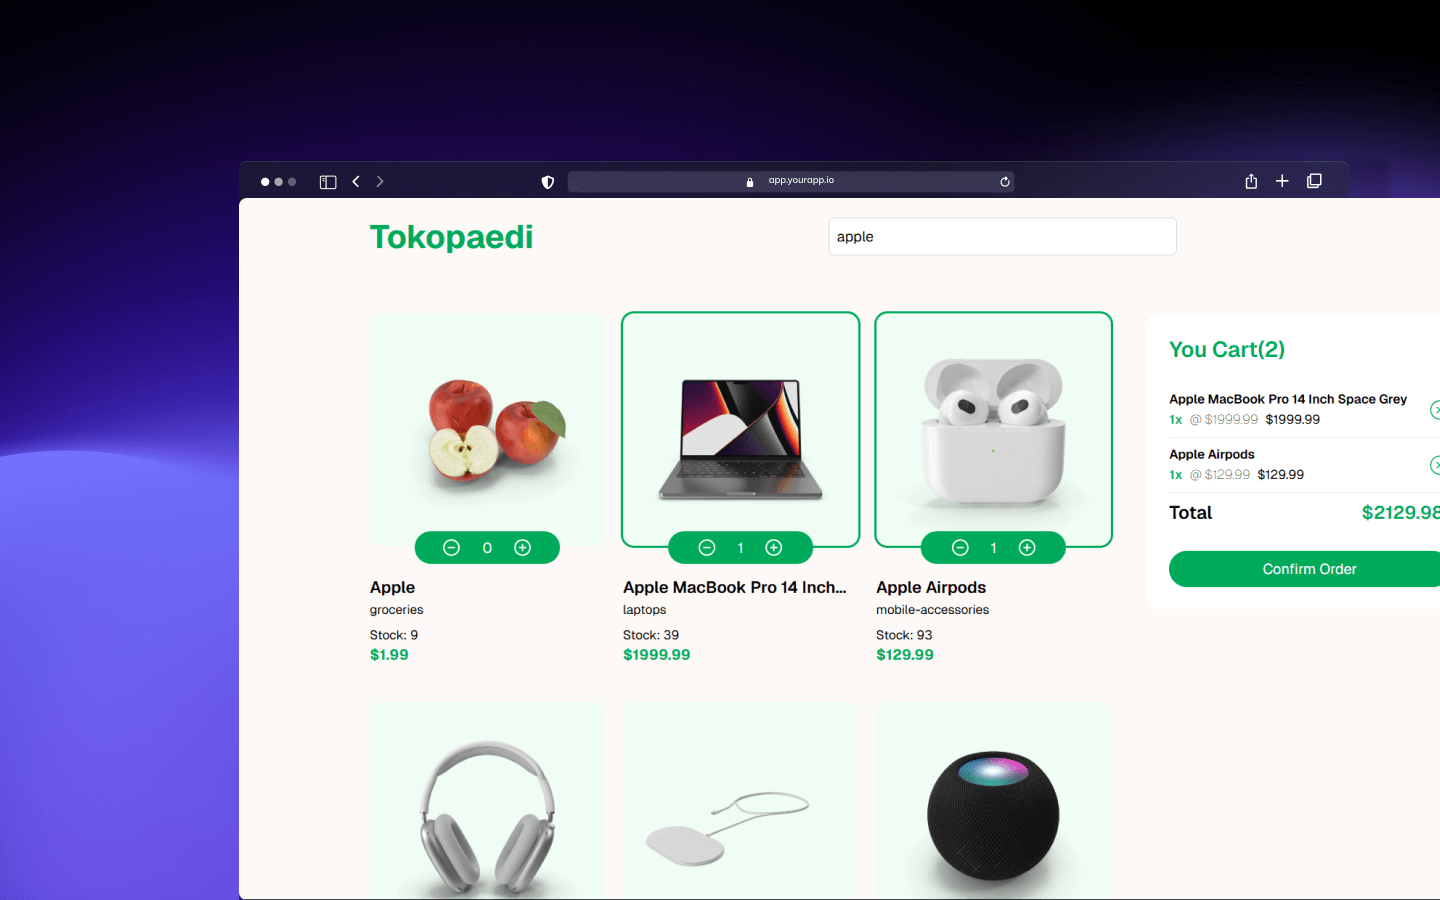 app.yourapp.io
Tokopaedi
apple
0
Apple
groceries
Stock: 9
$1.99
1
Apple MacBook Pro 14 Inch...
laptops
Stock: 39
$1999.99
1
Apple Airpods
mobile-accessories
Stock: 93
$129.99
You Cart(2)
Apple MacBook Pro 14 Inch Space Grey
1x @ $1999.99 $1999.99
Apple Airpods
1x @ $129.99 $129.99
Total $2129.98
Confirm Order